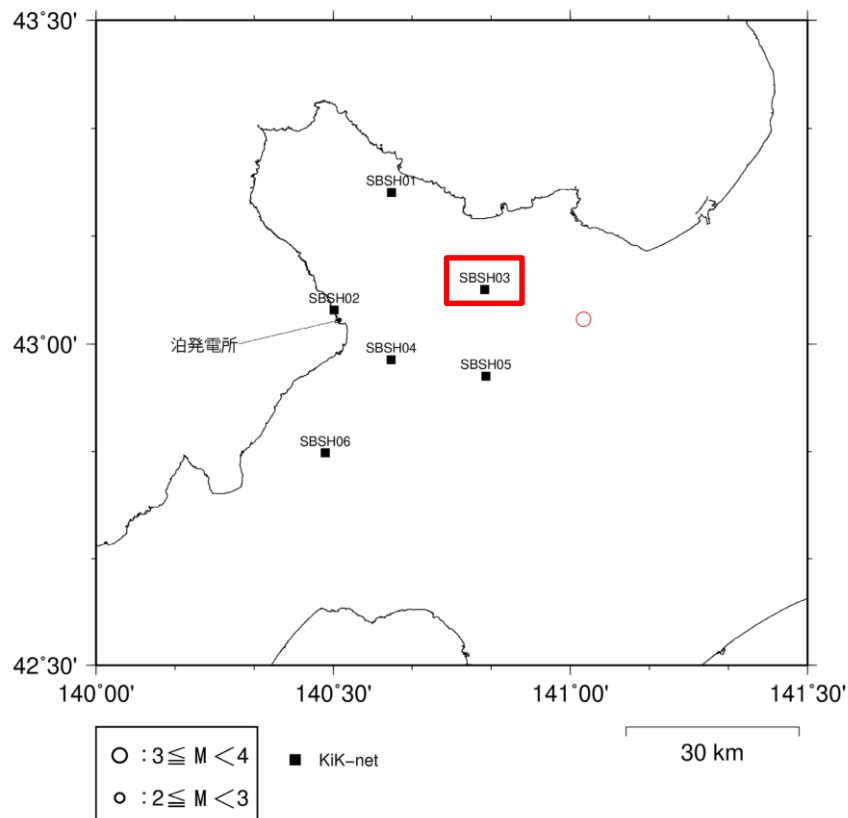 43°30'
SBSH01
SBSH03
SBSH02
43°00'
泊発電所
SBSH04
SBSH05
SBSH06
42°30'
140°00'
140°30'
141°00'
141°30'
○ :3≦ M <4
■ KiK-net
30 km
○ :2≦ M <3